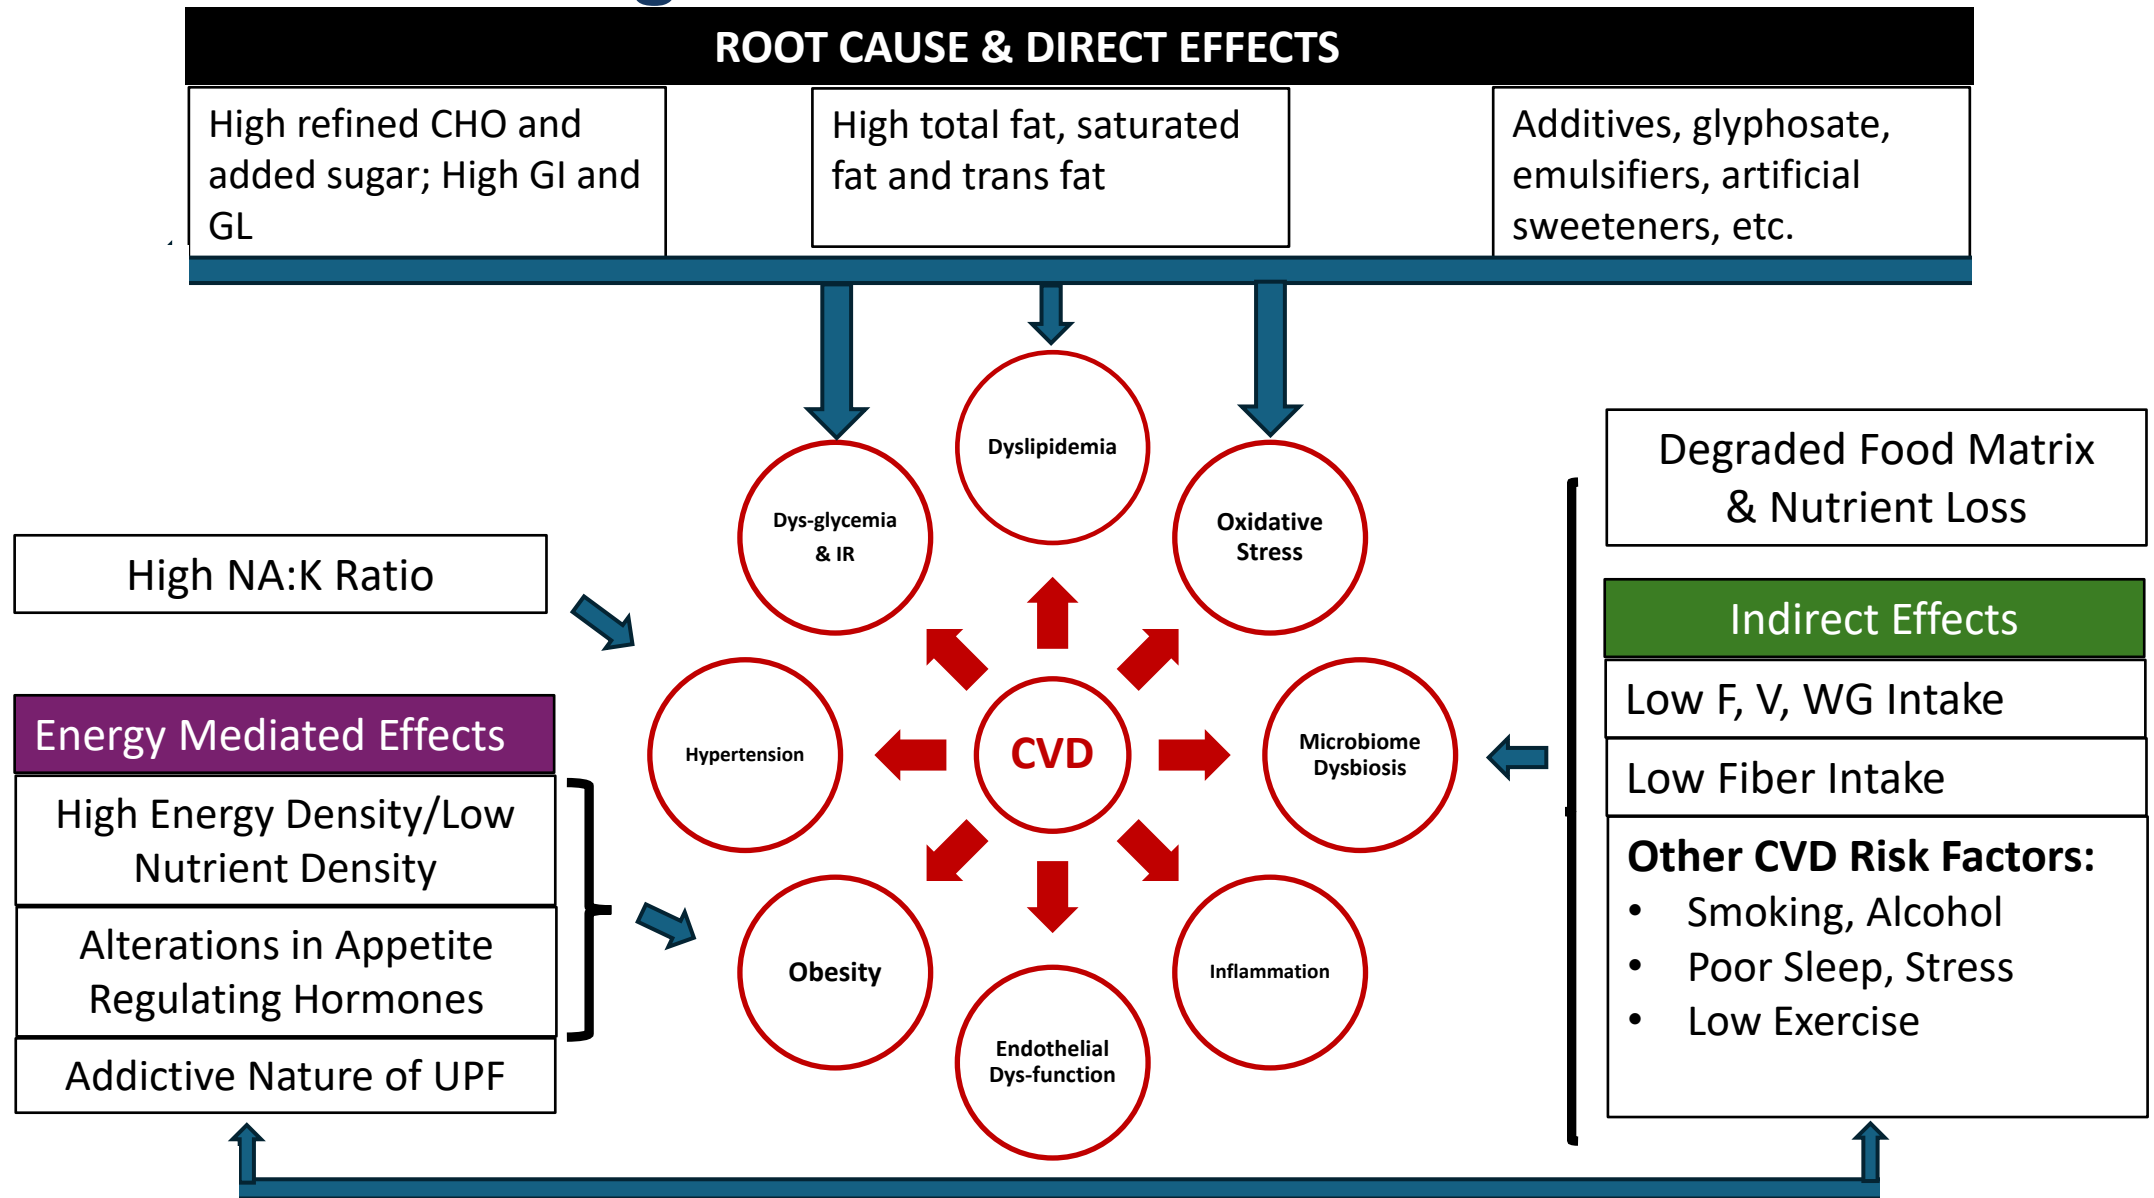 ROOT CAUSE & DIRECT EFFECTS
High refined CHO and
added sugar; High GI and
GL
High total fat, saturated
fat and trans fat
Additives, glyphosate,
emulsifiers, artificial
sweeteners, etc.
Dyslipidemia
Dys-glycemia
& IR
Oxidative
Stress
Hypertension
CVD
Microbiome
Dysbiosis
Obesity
Inflammation
Endothelial
Dys-function
High NA:K Ratio
Energy Mediated Effects
High Energy Density/Low
Nutrient Density
Alterations in Appetite
Regulating Hormones
Addictive Nature of UPF
Degraded Food Matrix
& Nutrient Loss
Indirect Effects
Low F, V, WG Intake
Low Fiber Intake
Other CVD Risk Factors:
• Smoking, Alcohol
• Poor Sleep, Stress
• Low Exercise